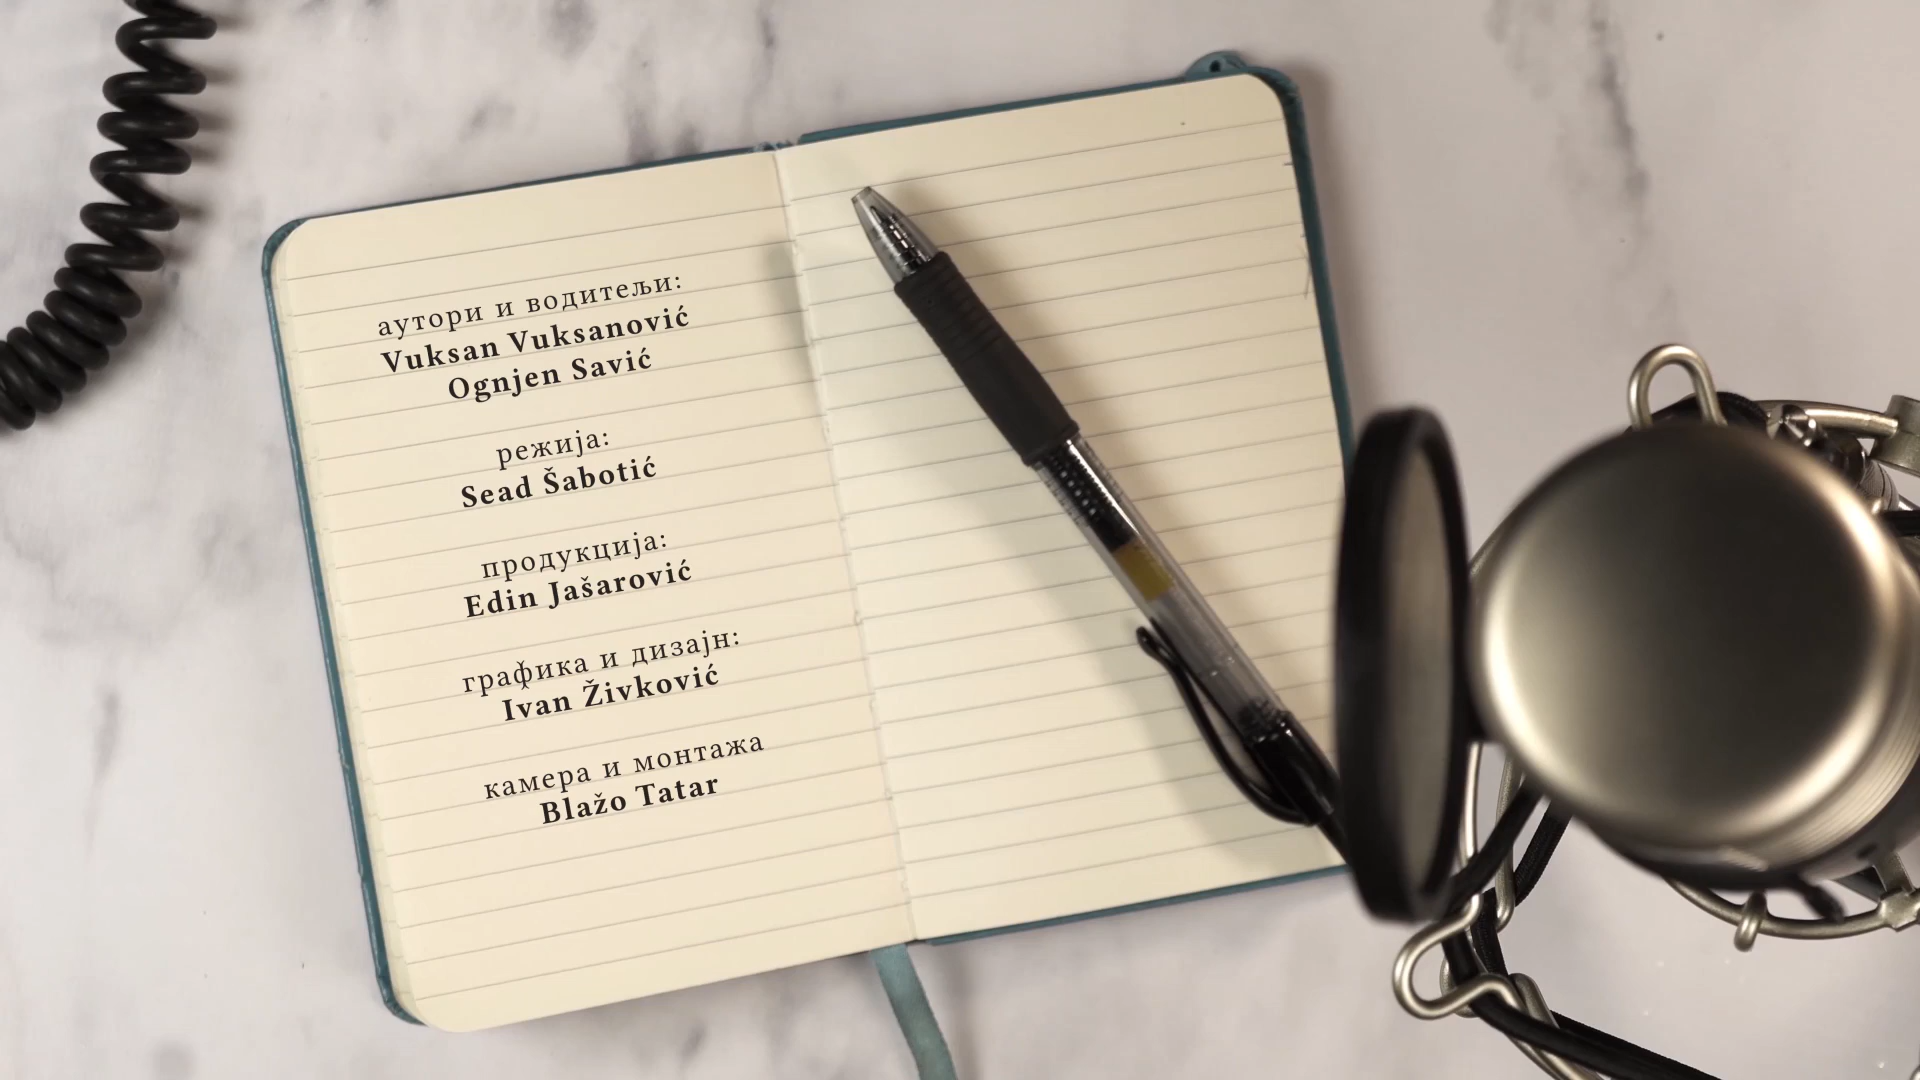 аутори и водитељи:
Vuksan Vuksanović
Ognjen Savić
режија:
Sead Šabotić
продукција:
Edin Jašarović
графика и дизајн:
Ivan Živković
камера и монтажа
Blažo Tatar